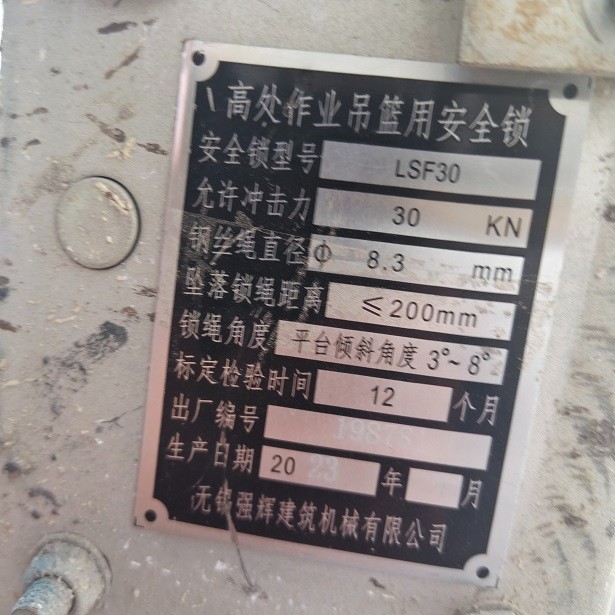 高处作业吊篮用安全锁
安全锁型号 LSF30
允许冲击力 30 KN
钢丝绳直径 Φ 8.3 mm
坠落锁绳距离 ≤200mm
锁绳角度 平台倾斜角度 3°~8°
标定检验时间 12 个月
出厂编号
生产日期 2023 年 月
无锡强辉建筑机械有限公司